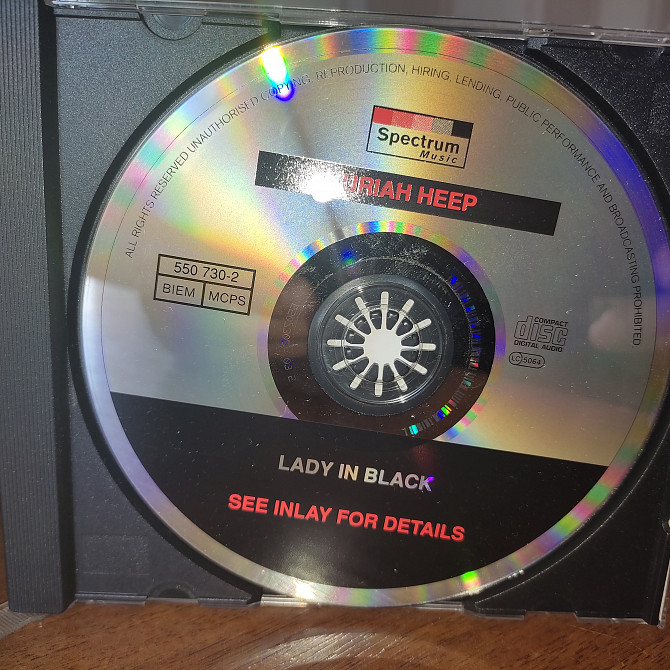 ALL RIGHTS RESERVED UNAUTHORISED COPYING, REPRODUCTION, HIRING, LENDING, PUBLIC PERFORMANCE AND BROADCASTING PROHIBITED.
Spectrum
Music
URIAH HEEP
550 730-2
BIEM MCPS
COMPACT
disc
DIGITAL AUDIO
LC 5064
LADY IN BLACK
SEE INLAY FOR DETAILS